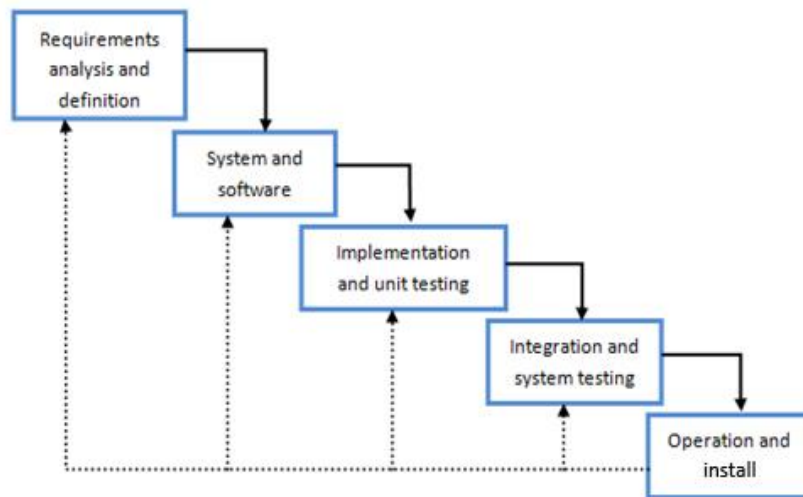 Requirements
analysis and
definition
System and
software
Implementation
and unit testing
Integration and
system testing
Operation and
install